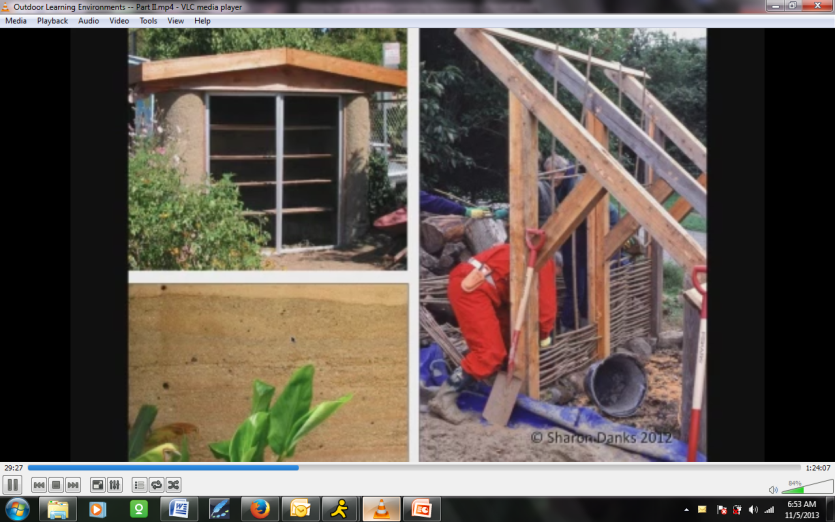 Outdoor Learning Environments -- Part II.mp4 - VLC media player
Media Playback Audio Video Tools View Help
© Sharon Danks 2012
29:27
1:24:07
84%
6:53 AM
11/5/2013